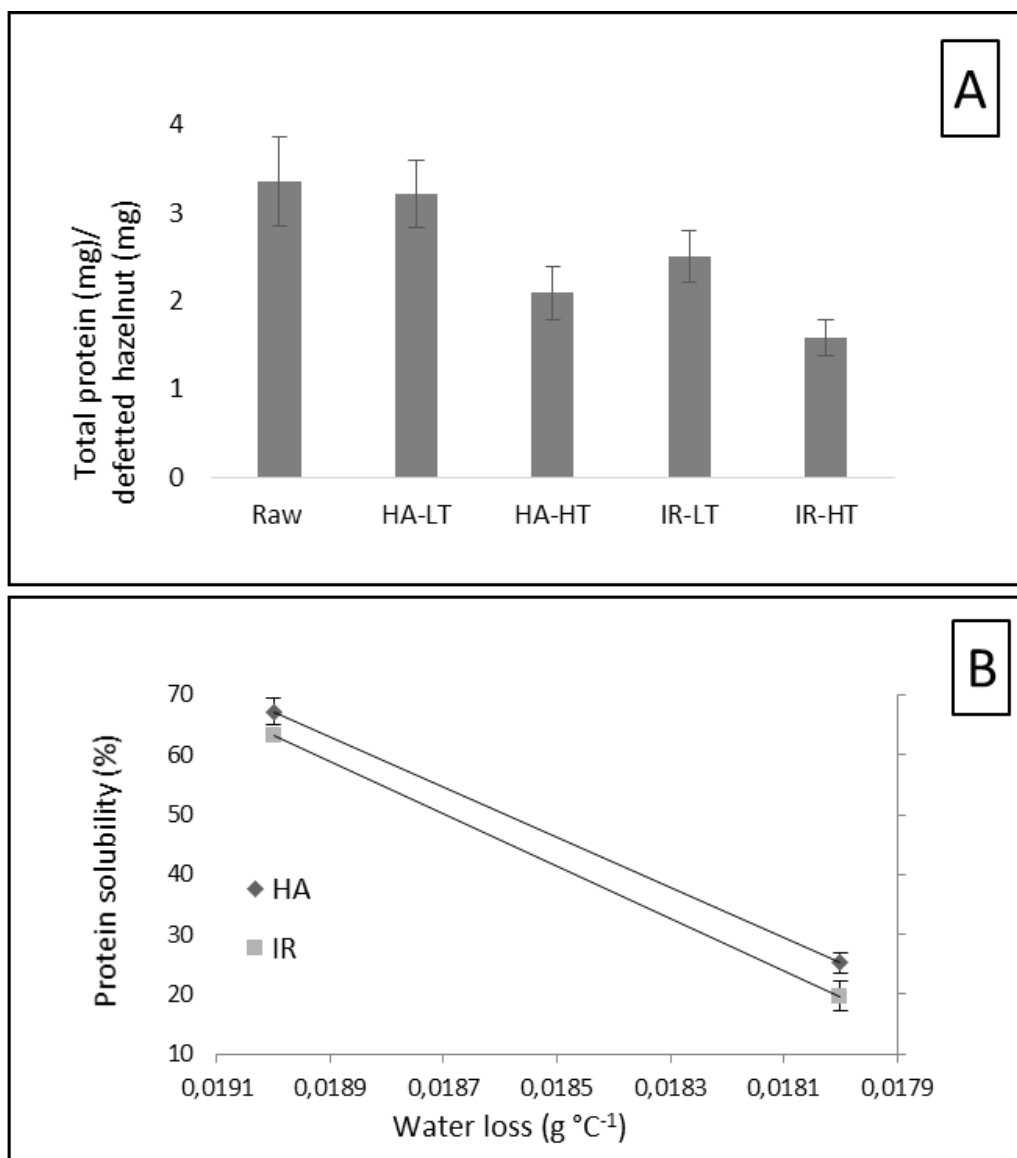 A
Total protein (mg)/
defetted hazelnut (mg)
4
3
2
1
0
Raw HA-LT HA-HT IR-LT IR-HT
B
Protein solubility (%)
70
60
50
40
30
20
10
HA
IR
0,0191 0,0189 0,0187 0,0185 0,0183 0,0181 0,0179
Water loss (g °C⁻¹)